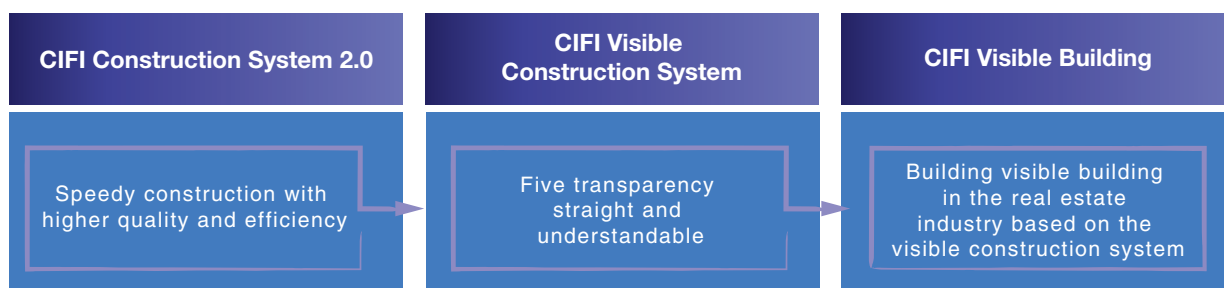 CIFI Construction System 2.0
CIFI Visible
Construction System
CIFI Visible Building
Speedy construction with
higher quality and efficiency
Five transparency
straight and
understandable
Building visible building
in the real estate
industry based on the
visible construction system